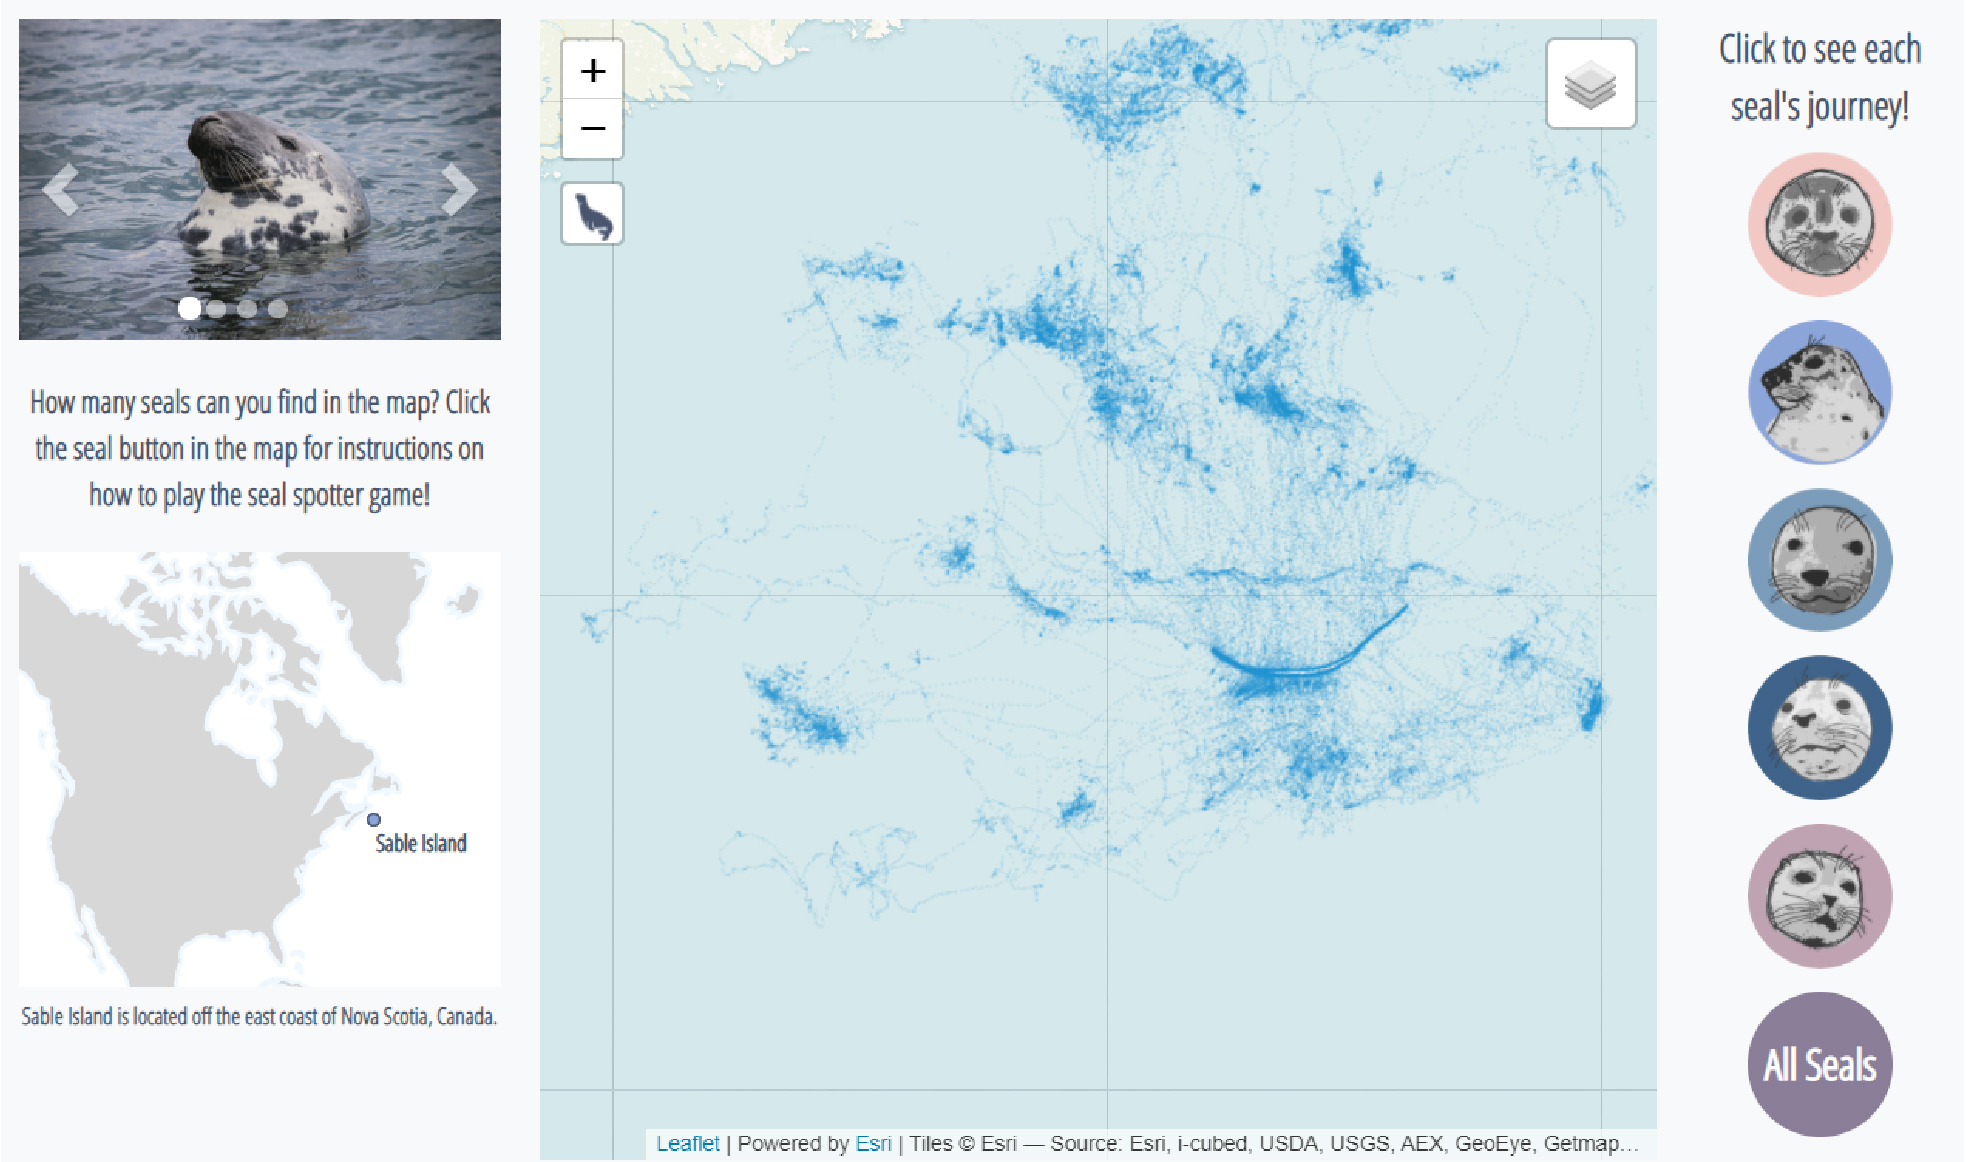 How many seals can you find in the map? Click
the seal button in the map for instructions on
how to play the seal spotter game!
Sable Island
Sable Island is located off the east coast of Nova Scotia, Canada.
+
−
Leaflet | Powered by Esri | Tiles © Esri — Source: Esri, i-cubed, USDA, USGS, AEX, GeoEye, Getmap...
Click to see each
seal's journey!
All Seals